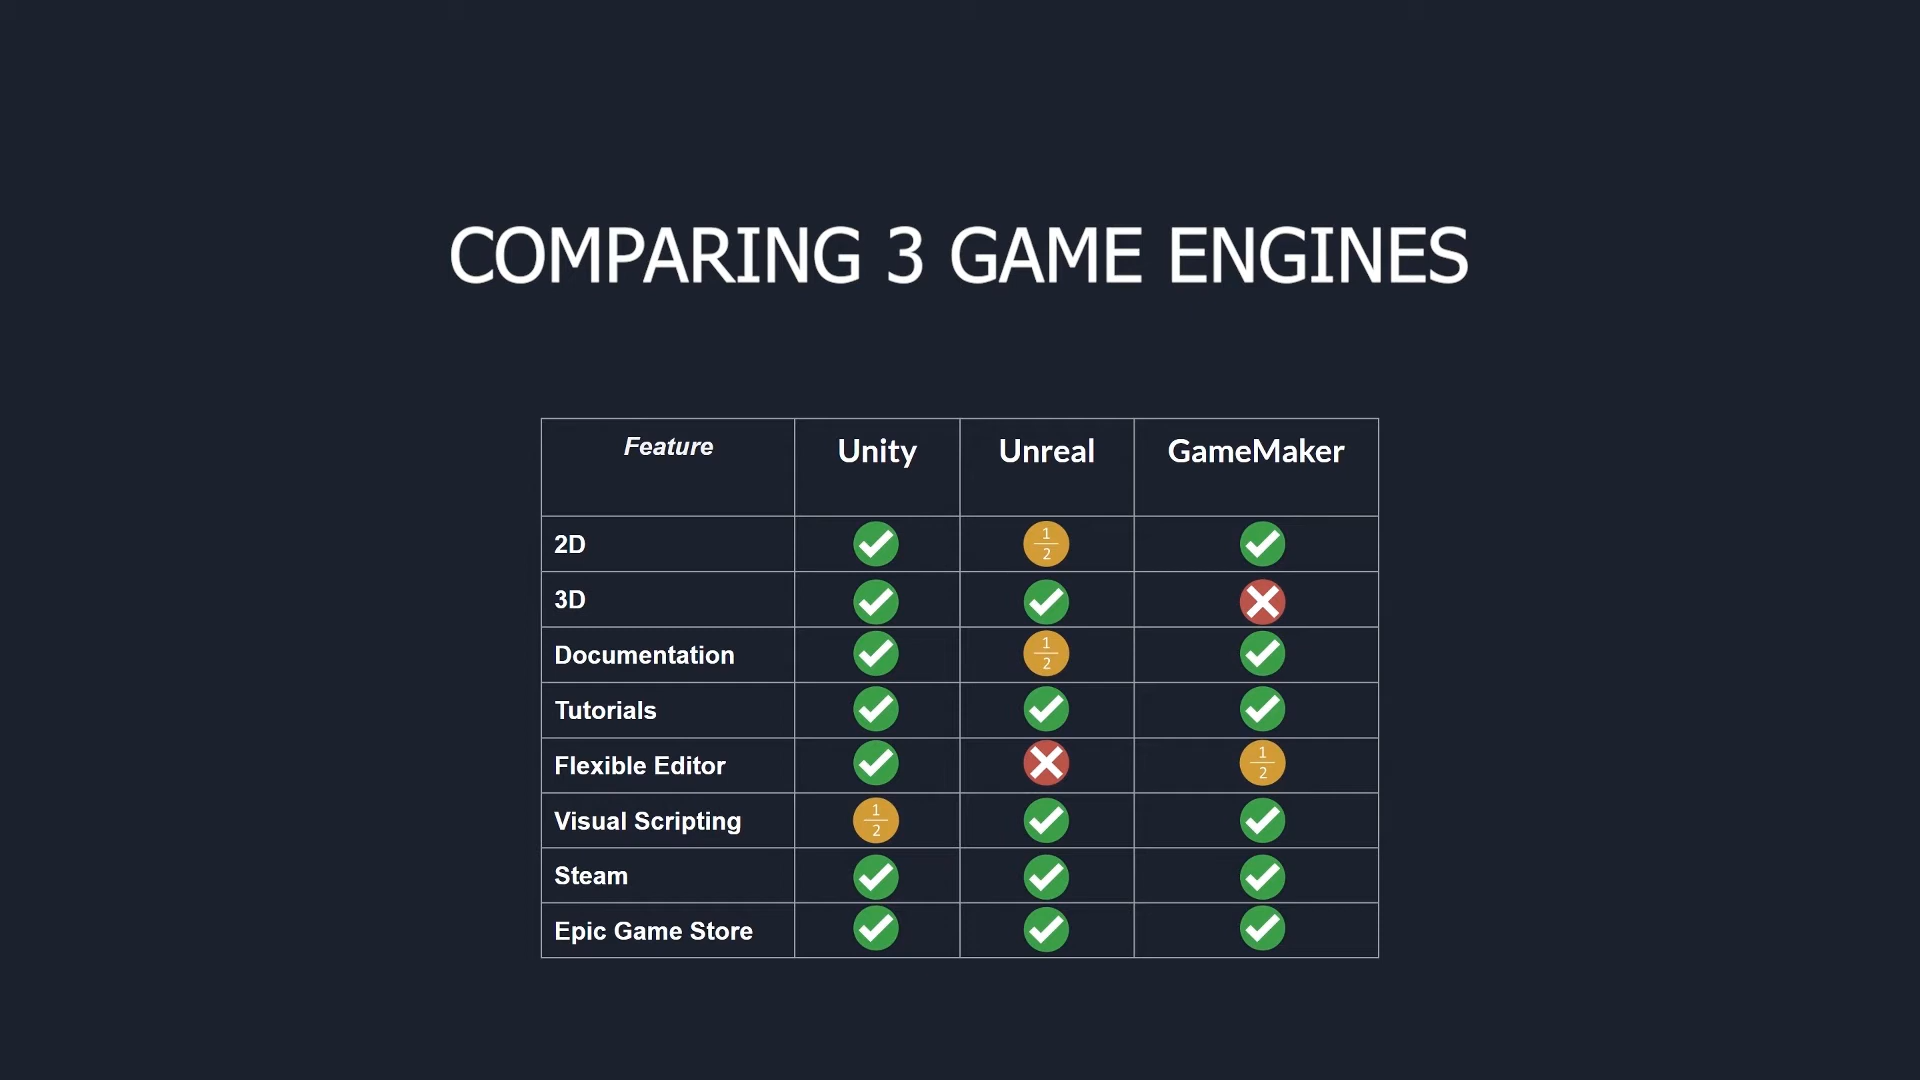 COMPARING 3 GAME ENGINES
Feature Unity Unreal GameMaker
2D 1/2
3D
Documentation 1/2
Tutorials
Flexible Editor 1/2
Visual Scripting 1/2
Steam
Epic Game Store